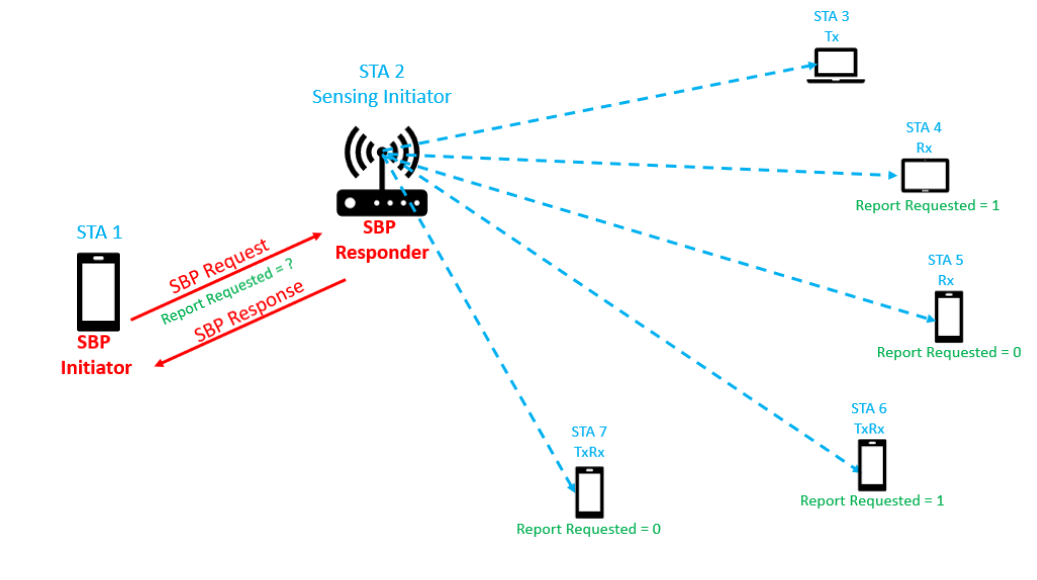 STA 3
Tx
STA 2
Sensing Initiator
STA 4
Rx
Report Requested = 1
SBP
Responder
STA 1
SBP Request
Report Requested = ?
SBP Response
SBP
Initiator
STA 5
Rx
Report Requested = 0
STA 6
TxRx
Report Requested = 1
STA 7
TxRx
Report Requested = 0